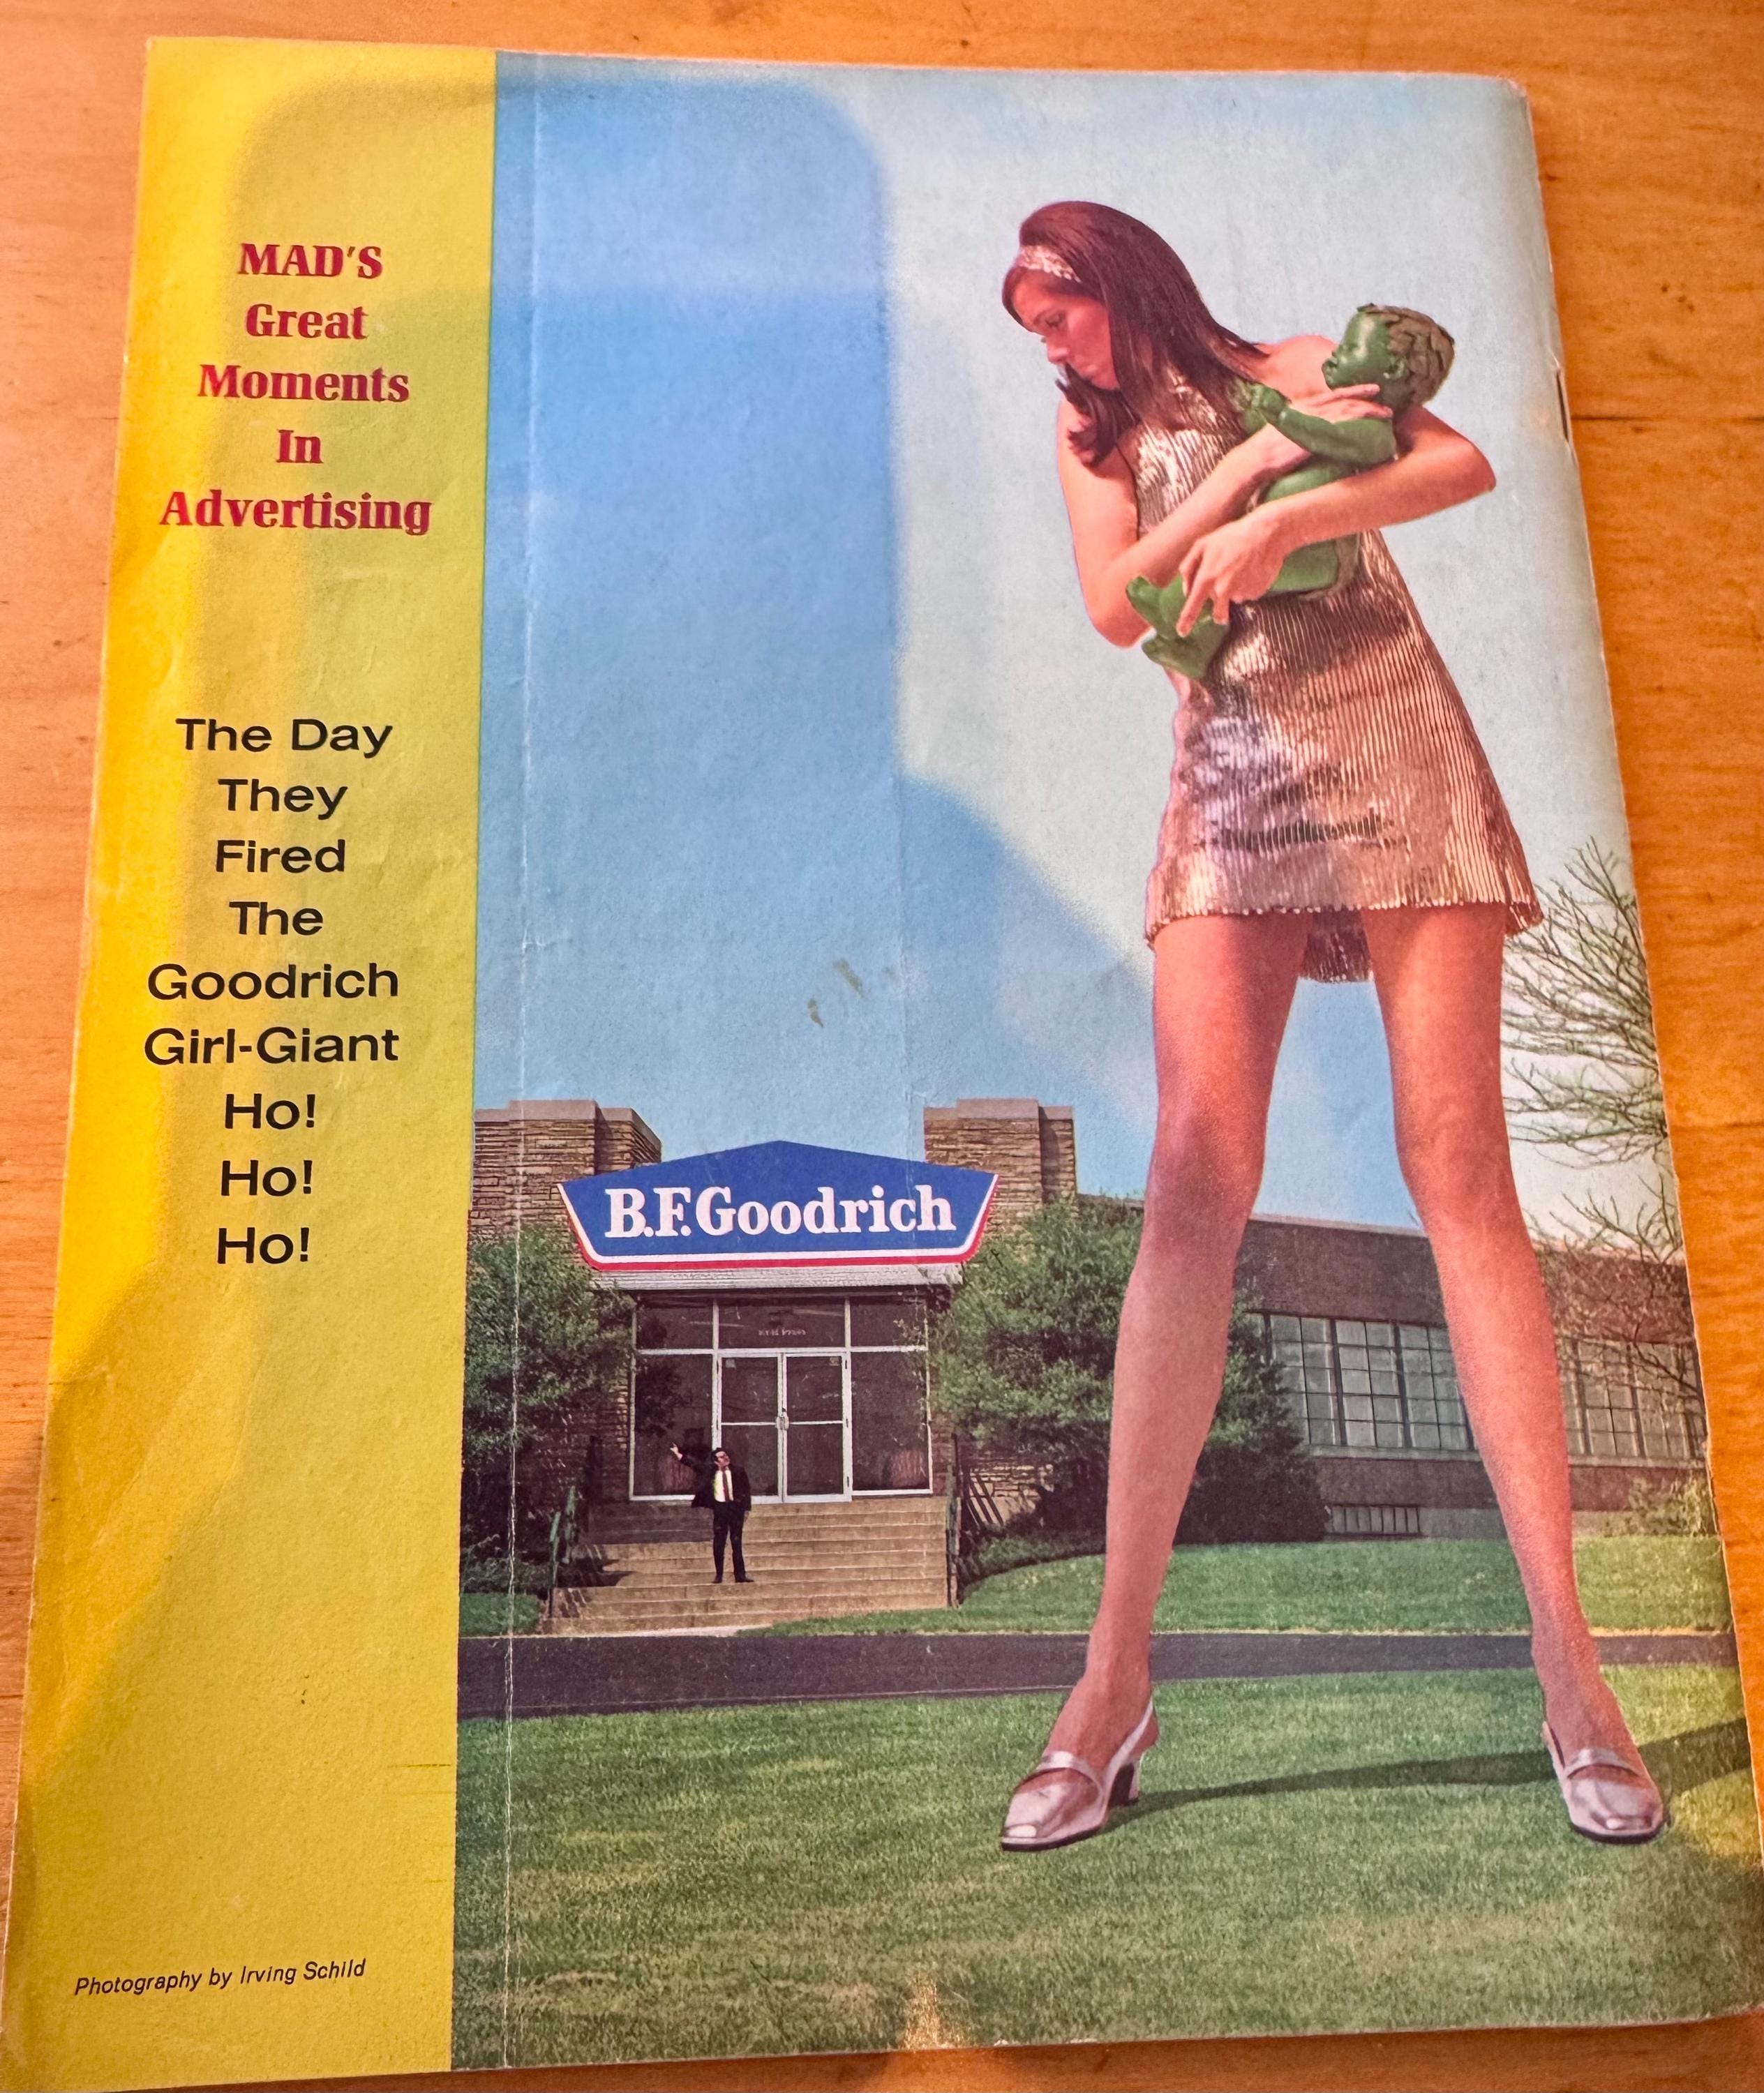 MAD'S
Great
Moments
In
Advertising
The Day
They
Fired
The
Goodrich
Girl-Giant
Ho!
Ho!
Ho!
B.F.Goodrich
Photography by Irving Schild